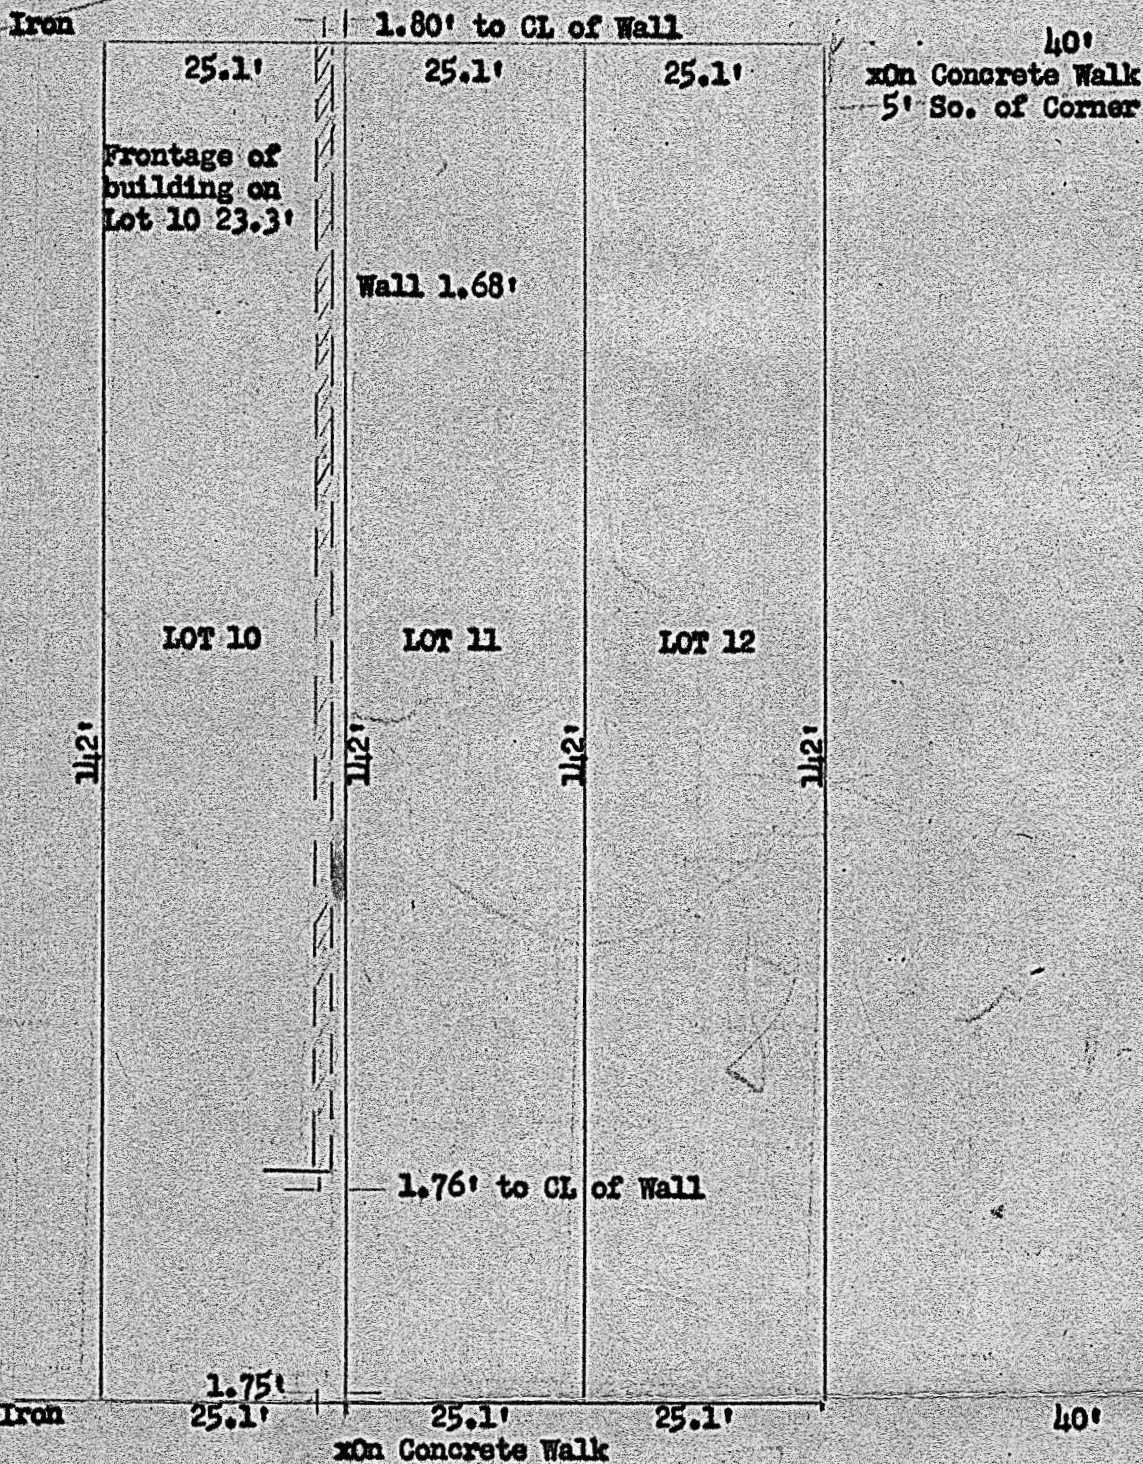 Iron
1.80' to CL of Wall
40'
25.1'
25.1'
25.1'
xOn Concrete Walk
5' So. of Corner
Frontage of
building on
Lot 10 23.3'
Wall 1.68'
LOT 10
LOT 11
LOT 12
142'
142'
142'
142'
1.76' to CL of Wall
1.75'
Iron
25.1'
25.1'
25.1'
40'
xOn Concrete Walk